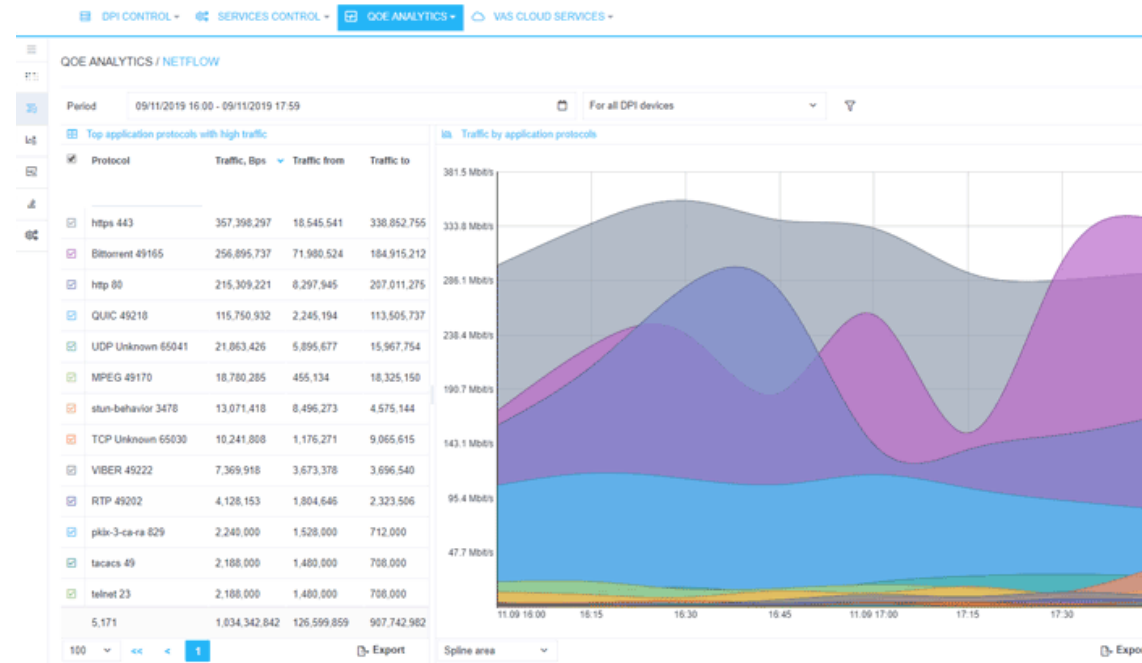 DPI CONTROL SERVICES CONTROL QOE ANALYTICS VAS CLOUD SERVICES
QOE ANALYTICS / NETFLOW
Period 09/11/2019 16:00 - 09/11/2019 17:59 For all DPI devices
Top application protocols with high traffic
Protocol Traffic, Bps Traffic from Traffic to
https 443 357,398,297 18,545,541 338,852,755
Bittorrent 49165 256,895,737 71,980,524 184,915,212
http 80 215,309,221 8,297,945 207,011,275
QUIC 49218 115,750,932 2,245,194 113,505,737
UDP Unknown 65041 21,863,426 5,895,677 15,967,754
MPEG 49170 18,780,285 455,134 18,325,150
stun-behavior 3478 13,071,418 8,496,273 4,575,144
TCP Unknown 65030 10,241,808 1,176,271 9,065,615
VIBER 49222 7,369,918 3,673,378 3,696,540
RTP 49202 4,128,153 1,804,646 2,323,506
pkix-3-ca-ra 829 2,240,000 1,528,000 712,000
tacacs 49 2,188,000 1,480,000 708,000
telnet 23 2,188,000 1,480,000 708,000
5,171 1,034,342,842 126,599,859 907,742,982
100 << < 1 Export
Traffic by application protocols
381.5 Mbit/s
333.8 Mbit/s
286.1 Mbit/s
238.4 Mbit/s
190.7 Mbit/s
143.1 Mbit/s
95.4 Mbit/s
47.7 Mbit/s
11.09 16:00 16:15 16:30 16:45 11.09 17:00 17:15 17:30
Spline area Expor